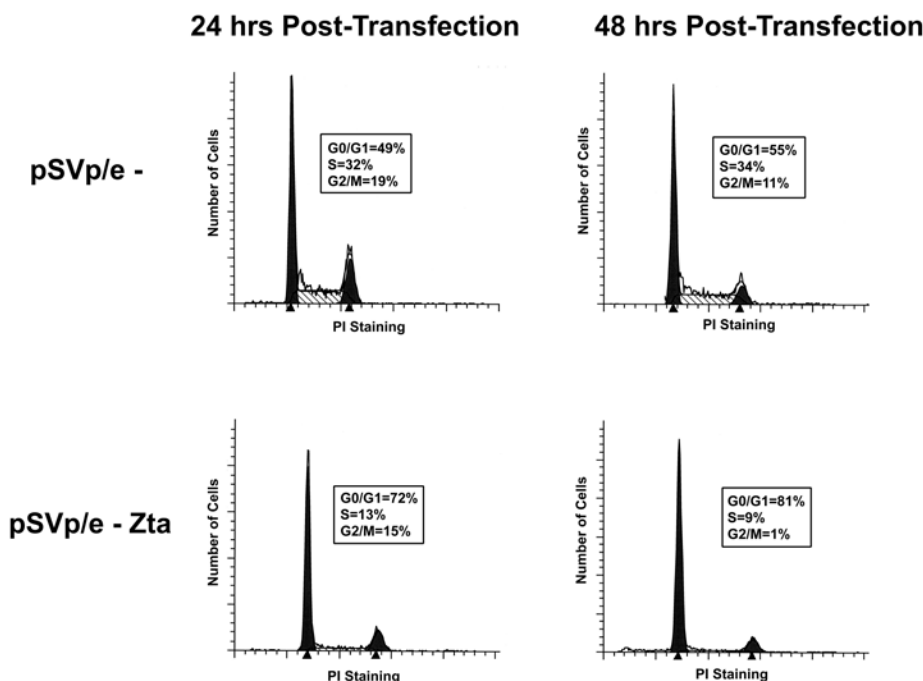 24 hrs Post-Transfection
48 hrs Post-Transfection
pSVp/e -
Number of Cells
G0/G1=49%
S=32%
G2/M=19%
PI Staining
Number of Cells
G0/G1=55%
S=34%
G2/M=11%
PI Staining
pSVp/e - Zta
Number of Cells
G0/G1=72%
S=13%
G2/M=15%
PI Staining
Number of Cells
G0/G1=81%
S=9%
G2/M=1%
PI Staining